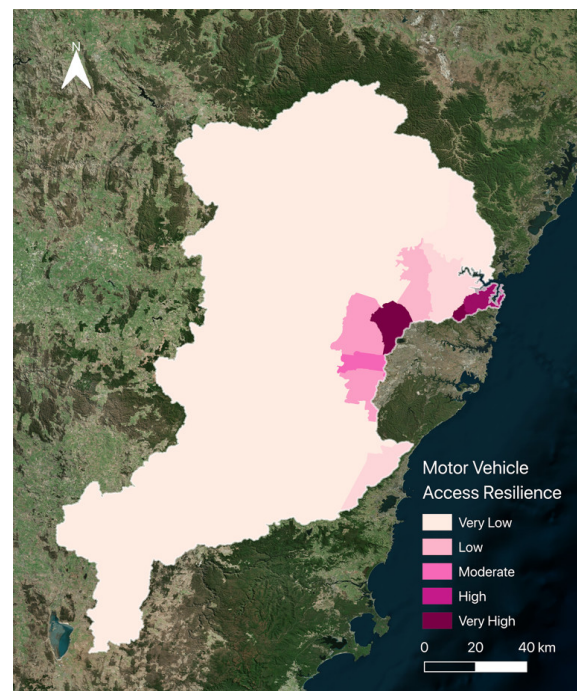 N
Motor Vehicle
Access Resilience
Very Low
Low
Moderate
High
Very High
0 20 40 km